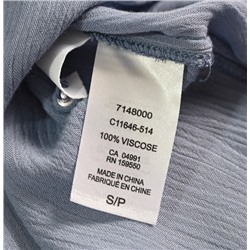 7148000
C11646-514
100% VISCOSE
CA 04991
RN 159550
MADE IN CHINA
FABRIQUÉ EN CHINE
S/P